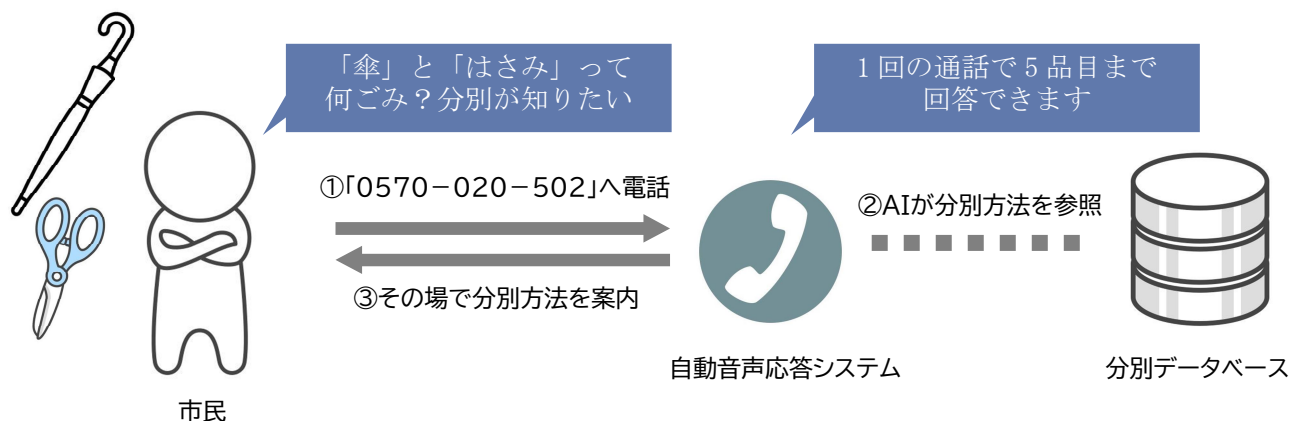 「傘」と「はさみ」って
何ごみ？分別が知りたい
1回の通話で5品目まで
回答できます
①「0570－020－502」へ電話
②AIが分別方法を参照
③その場で分別方法を案内
自動音声応答システム
分別データベース
市民